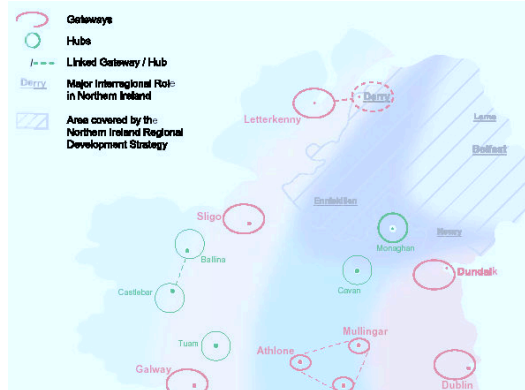 Gateways
Hubs
Linked Gateway / Hub
Derry
Major Interregional Role
in Northern Ireland
Area covered by the
Northern Ireland Regional
Development Strategy
Derry
Letterkenny
Larne
Belfast
Enniskillen
Sligo
Newry
Monaghan
Ballina
Dundalk
Cavan
Castlebar
Mullingar
Tuam
Athlone
Galway
Dublin